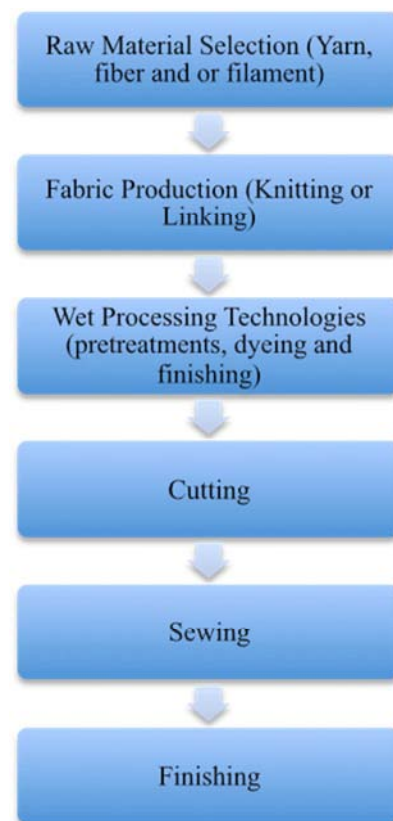 Raw Material Selection (Yarn,
fiber and or filament)
Fabric Production (Knitting or
Linking)
Wet Processing Technologies
(pretreatments, dyeing and
finishing)
Cutting
Sewing
Finishing